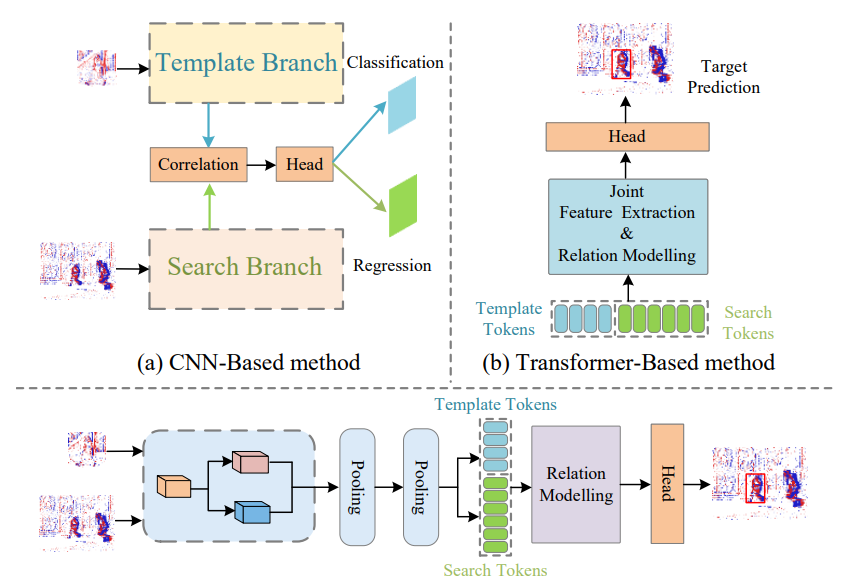 Template Branch
Classification
Correlation
Head
Search Branch
Regression
(a) CNN-Based method
Target
Prediction
Head
Joint
Feature Extraction
&
Relation Modelling
Template
Tokens
Search
Tokens
(b) Transformer-Based method
Template Tokens
Pooling
Pooling
Relation
Modelling
Head
Search Tokens